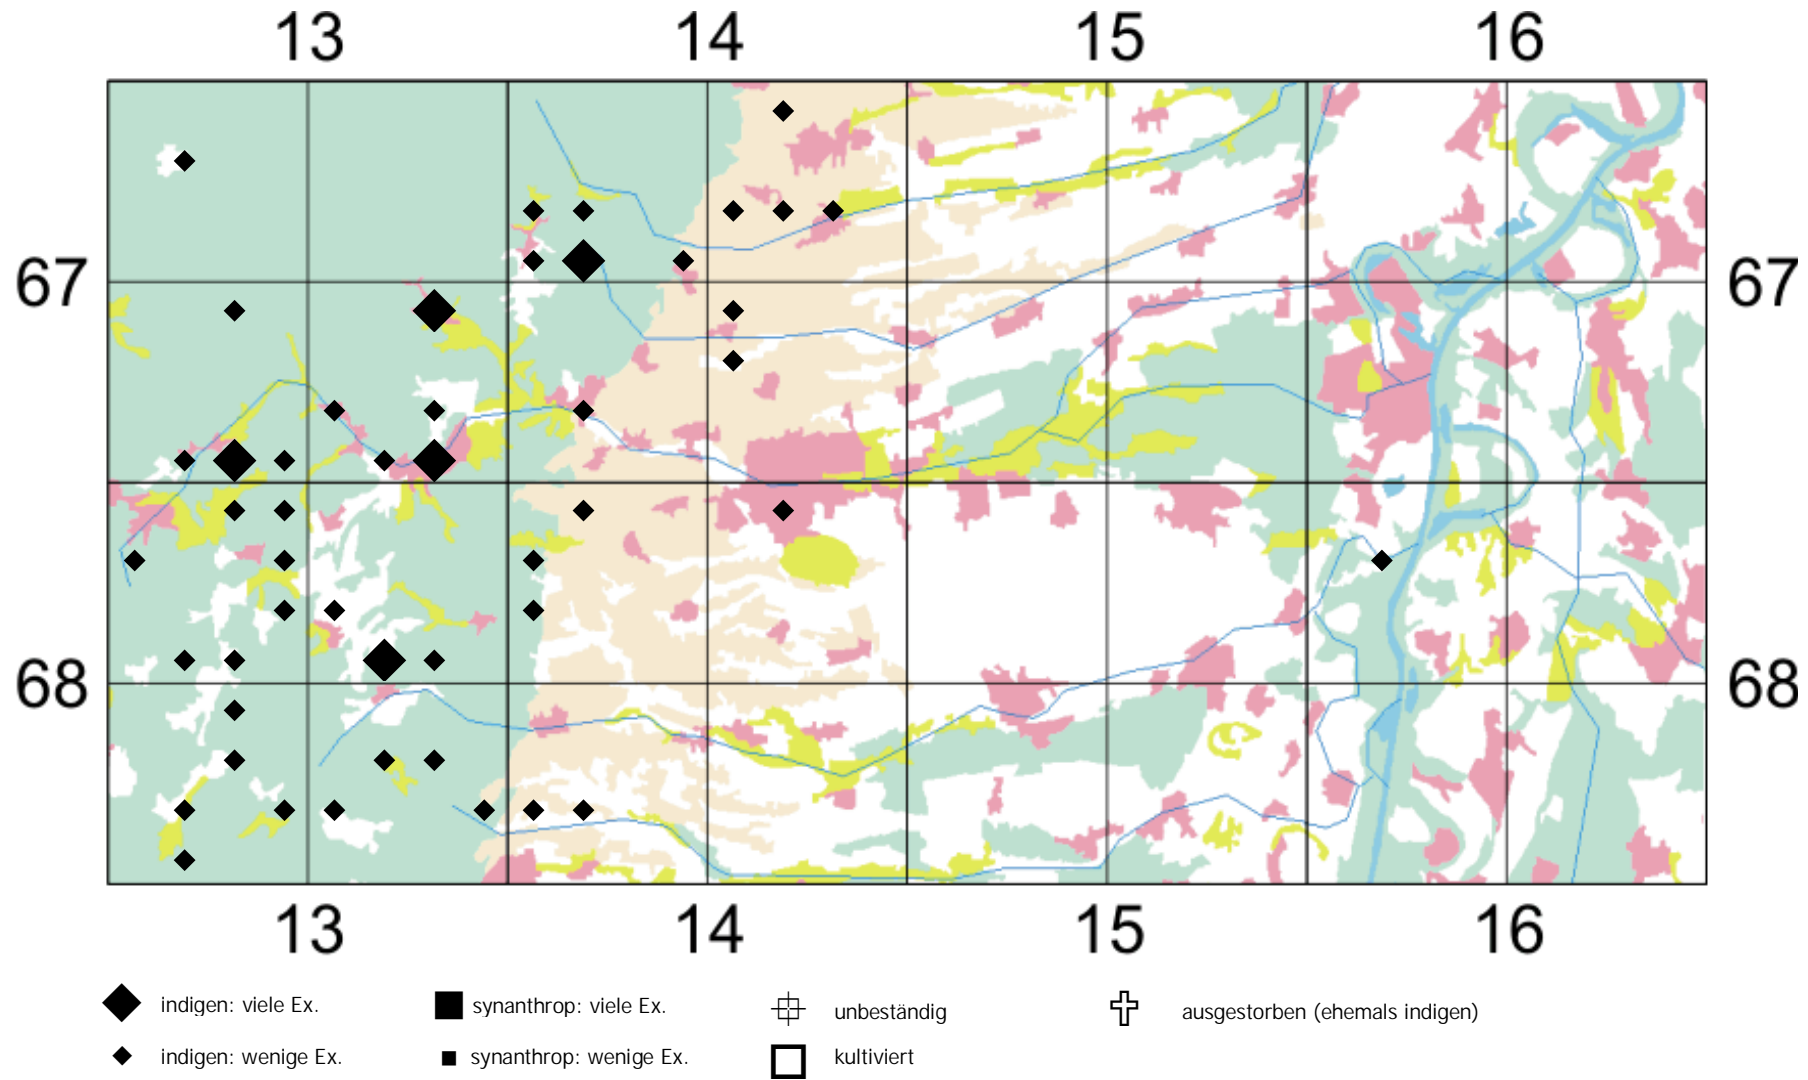 13 14 15 16
67 67
68 68
13 14 15 16
indigen: viele Ex. synanthrop: viele Ex. unbeständig ausgestorben (ehemals indigen)
indigen: wenige Ex. synanthrop: wenige Ex. kultiviert